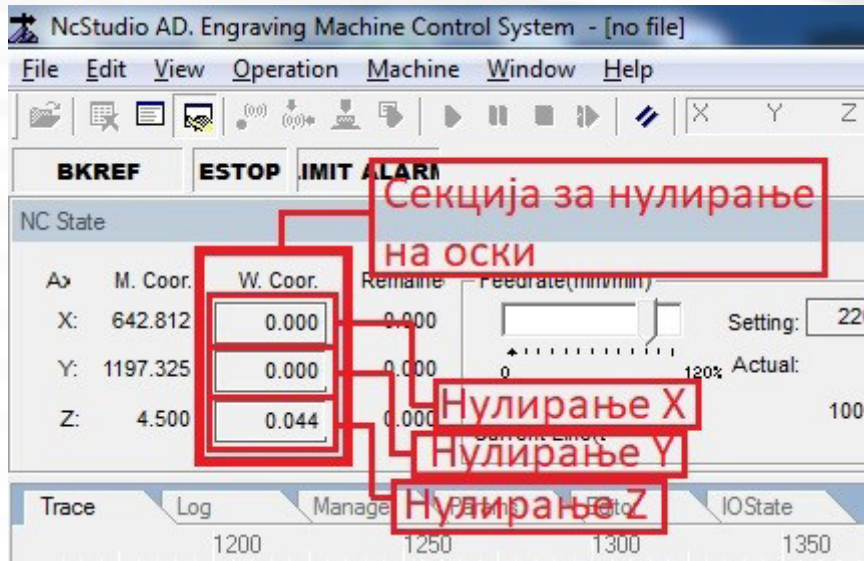 NcStudio AD. Engraving Machine Control System - [no file]
File Edit View Operation Machine Window Help
X Y Z
BKREF ESTOP .IMIT ALARM
Секција за нулирање
на оски
NC State
M. Coor. W. Coor. Feedrate(mm/min)
X: 642.812 0.000 0.000 Setting:
Y: 1197.325 0.000 0.000 0 120% Actual:
Z: 4.500 0.044 0.000
Нулирање X
Нулирање Y
Нулирање Z
Trace Log IOState
1200 1250 1300 1350